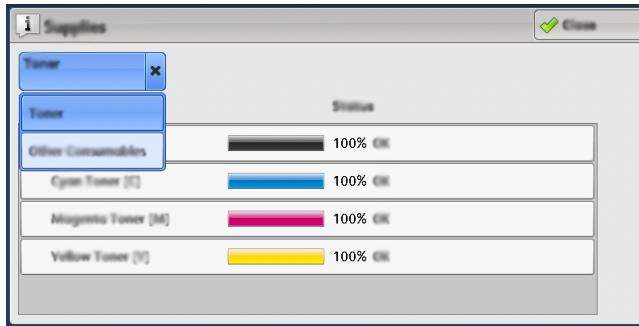 Supplies
Close
Toner
Toner
Status
Other Consumables
100% OK
Cyan Toner [C]
100% OK
Magenta Toner [M]
100% OK
Yellow Toner [Y]
100% OK